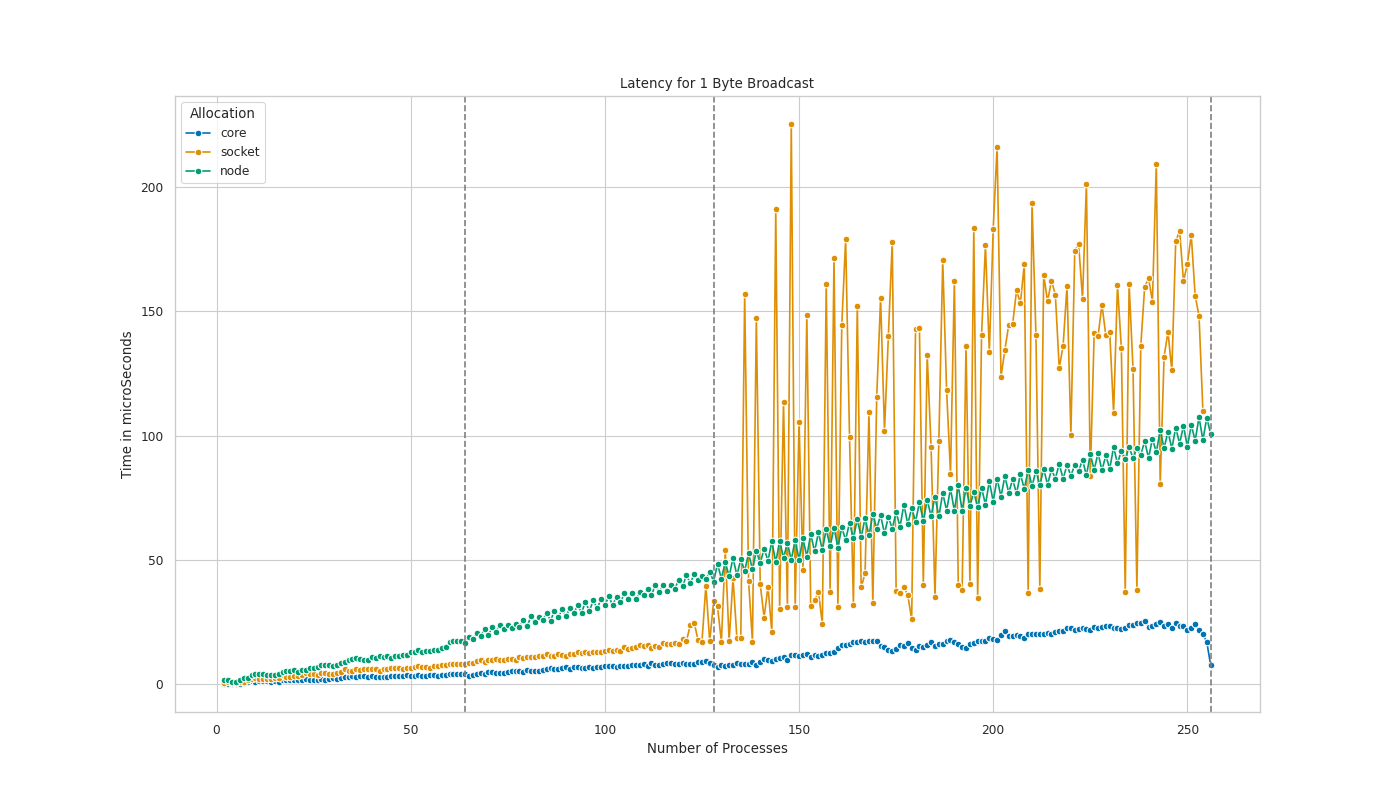 Latency for 1 Byte Broadcast
Allocation
core
socket
node
200
150
100
50
0
Time in microSeconds
0 50 100 150 200 250
Number of Processes